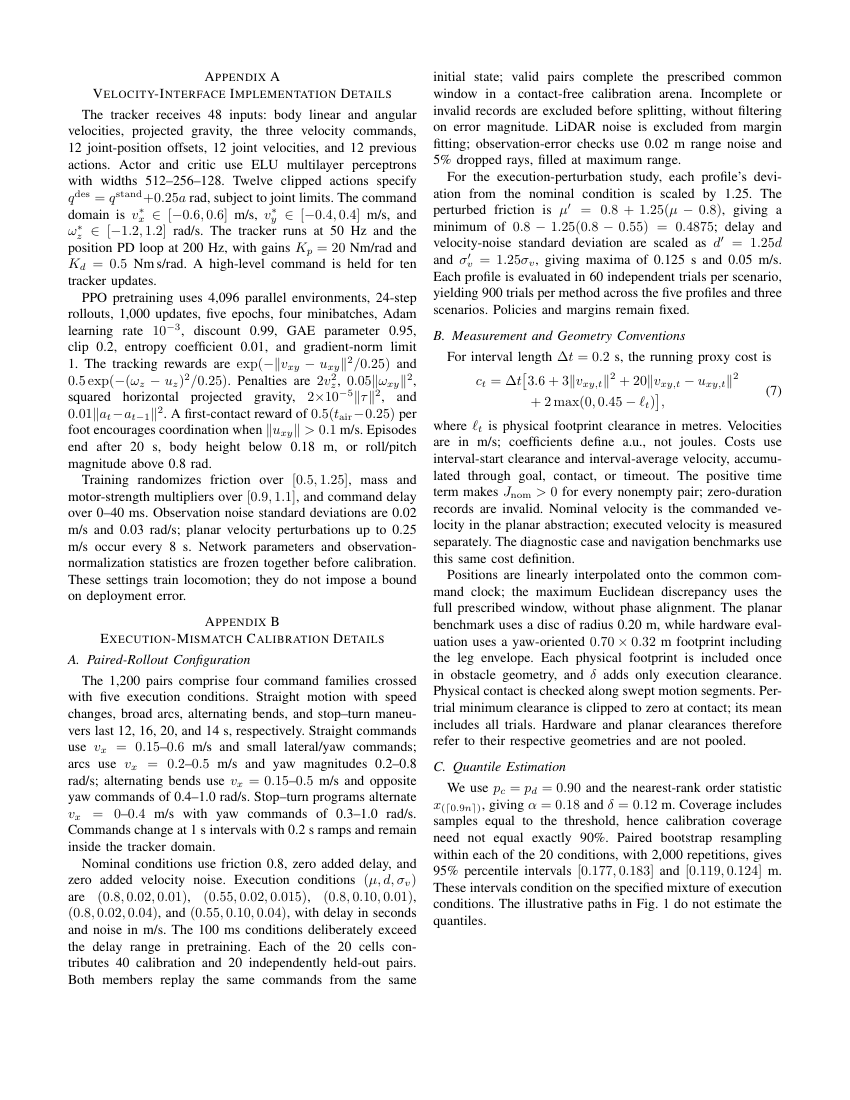 APPENDIX A
VELOCITY-INTERFACE IMPLEMENTATION DETAILS
The tracker receives 48 inputs: body linear and angular
velocities, projected gravity, the three velocity commands,
12 joint-position offsets, 12 joint velocities, and 12 previous
actions. Actor and critic use ELU multilayer perceptrons
with widths 512–256–128. Twelve clipped actions specify
q^des = q^stand+0.25a rad, subject to joint limits. The command
domain is v_x^* ∈ [−0.6, 0.6] m/s, v_y^* ∈ [−0.4, 0.4] m/s, and
ω_z^* ∈ [−1.2, 1.2] rad/s. The tracker runs at 50 Hz and the
position PD loop at 200 Hz, with gains K_p = 20 Nm/rad and
K_d = 0.5 Nm s/rad. A high-level command is held for ten
tracker updates.
PPO pretraining uses 4,096 parallel environments, 24-step
rollouts, 1,000 updates, five epochs, four minibatches, Adam
learning rate 10^−3, discount 0.99, GAE parameter 0.95,
clip 0.2, entropy coefficient 0.01, and gradient-norm limit
1. The tracking rewards are exp(−∥v_xy − u_xy∥^2/0.25) and
0.5 exp(−(ω_z − u_z)^2/0.25). Penalties are 2v_z^2, 0.05∥ω_xy∥^2,
squared horizontal projected gravity, 2×10^−5∥τ∥^2, and
0.01∥a_t−a_t−1∥^2. A first-contact reward of 0.5(t_air−0.25) per
foot encourages coordination when ∥u_xy∥ > 0.1 m/s. Episodes
end after 20 s, body height below 0.18 m, or roll/pitch
magnitude above 0.8 rad.
Training randomizes friction over [0.5, 1.25], mass and
motor-strength multipliers over [0.9, 1.1], and command delay
over 0–40 ms. Observation noise standard deviations are 0.02
m/s and 0.03 rad/s; planar velocity perturbations up to 0.25
m/s occur every 8 s. Network parameters and observation-
normalization statistics are frozen together before calibration.
These settings train locomotion; they do not impose a bound
on deployment error.
APPENDIX B
EXECUTION-MISMATCH CALIBRATION DETAILS
A. Paired-Rollout Configuration
The 1,200 pairs comprise four command families crossed
with five execution conditions. Straight motion with speed
changes, broad arcs, alternating bends, and stop–turn maneu-
vers last 12, 16, 20, and 14 s, respectively. Straight commands
use v_x = 0.15–0.6 m/s and small lateral/yaw commands;
arcs use v_x = 0.2–0.5 m/s and yaw magnitudes 0.2–0.8
rad/s; alternating bends use v_x = 0.15–0.5 m/s and opposite
yaw commands of 0.4–1.0 rad/s. Stop–turn programs alternate
v_x = 0–0.4 m/s with yaw commands of 0.3–1.0 rad/s.
Commands change at 1 s intervals with 0.2 s ramps and remain
inside the tracker domain.
Nominal conditions use friction 0.8, zero added delay, and
zero added velocity noise. Execution conditions (μ, d, σ_v)
are (0.8, 0.02, 0.01), (0.55, 0.02, 0.015), (0.8, 0.10, 0.01),
(0.8, 0.02, 0.04), and (0.55, 0.10, 0.04), with delay in seconds
and noise in m/s. The 100 ms conditions deliberately exceed
the delay range in pretraining. Each of the 20 cells con-
tributes 40 calibration and 20 independently held-out pairs.
Both members replay the same commands from the same
initial state; valid pairs complete the prescribed common
window in a contact-free calibration arena. Incomplete or
invalid records are excluded before splitting, without filtering
on error magnitude. LiDAR noise is excluded from margin
fitting; observation-error checks use 0.02 m range noise and
5% dropped rays, filled at maximum range.
For the execution-perturbation study, each profile's devi-
ation from the nominal condition is scaled by 1.25. The
perturbed friction is μ′ = 0.8 + 1.25(μ − 0.8), giving a
minimum of 0.8 − 1.25(0.8 − 0.55) = 0.4875; delay and
velocity-noise standard deviation are scaled as d′ = 1.25d
and σ′_v = 1.25σ_v, giving maxima of 0.125 s and 0.05 m/s.
Each profile is evaluated in 60 independent trials per scenario,
yielding 900 trials per method across the five profiles and three
scenarios. Policies and margins remain fixed.
B. Measurement and Geometry Conventions
For interval length Δt = 0.2 s, the running proxy cost is
c_t = Δt[3.6 + 3∥v_xy,t∥^2 + 20∥v_xy,t − u_xy,t∥^2
+ 2 max(0, 0.45 − ℓ_t)], (7)
where ℓ_t is physical footprint clearance in metres. Velocities
are in m/s; coefficients define a.u., not joules. Costs use
interval-start clearance and interval-average velocity, accumu-
lated through goal, contact, or timeout. The positive time
term makes J_nom > 0 for every nonempty pair; zero-duration
records are invalid. Nominal velocity is the commanded ve-
locity in the planar abstraction; executed velocity is measured
separately. The diagnostic case and navigation benchmarks use
this same cost definition.
Positions are linearly interpolated onto the common com-
mand clock; the maximum Euclidean discrepancy uses the
full prescribed window, without phase alignment. The planar
benchmark uses a disc of radius 0.20 m, while hardware eval-
uation uses a yaw-oriented 0.70 × 0.32 m footprint including
the leg envelope. Each physical footprint is included once
in obstacle geometry, and δ adds only execution clearance.
Physical contact is checked along swept motion segments. Per-
trial minimum clearance is clipped to zero at contact; its mean
includes all trials. Hardware and planar clearances therefore
refer to their respective geometries and are not pooled.
C. Quantile Estimation
We use p_c = p_d = 0.90 and the nearest-rank order statistic
x_(⌈0.9n⌉), giving α = 0.18 and δ = 0.12 m. Coverage includes
samples equal to the threshold, hence calibration coverage
need not equal exactly 90%. Paired bootstrap resampling
within each of the 20 conditions, with 2,000 repetitions, gives
95% percentile intervals [0.177, 0.183] and [0.119, 0.124] m.
These intervals condition on the specified mixture of execution
conditions. The illustrative paths in Fig. 1 do not estimate the
quantiles.